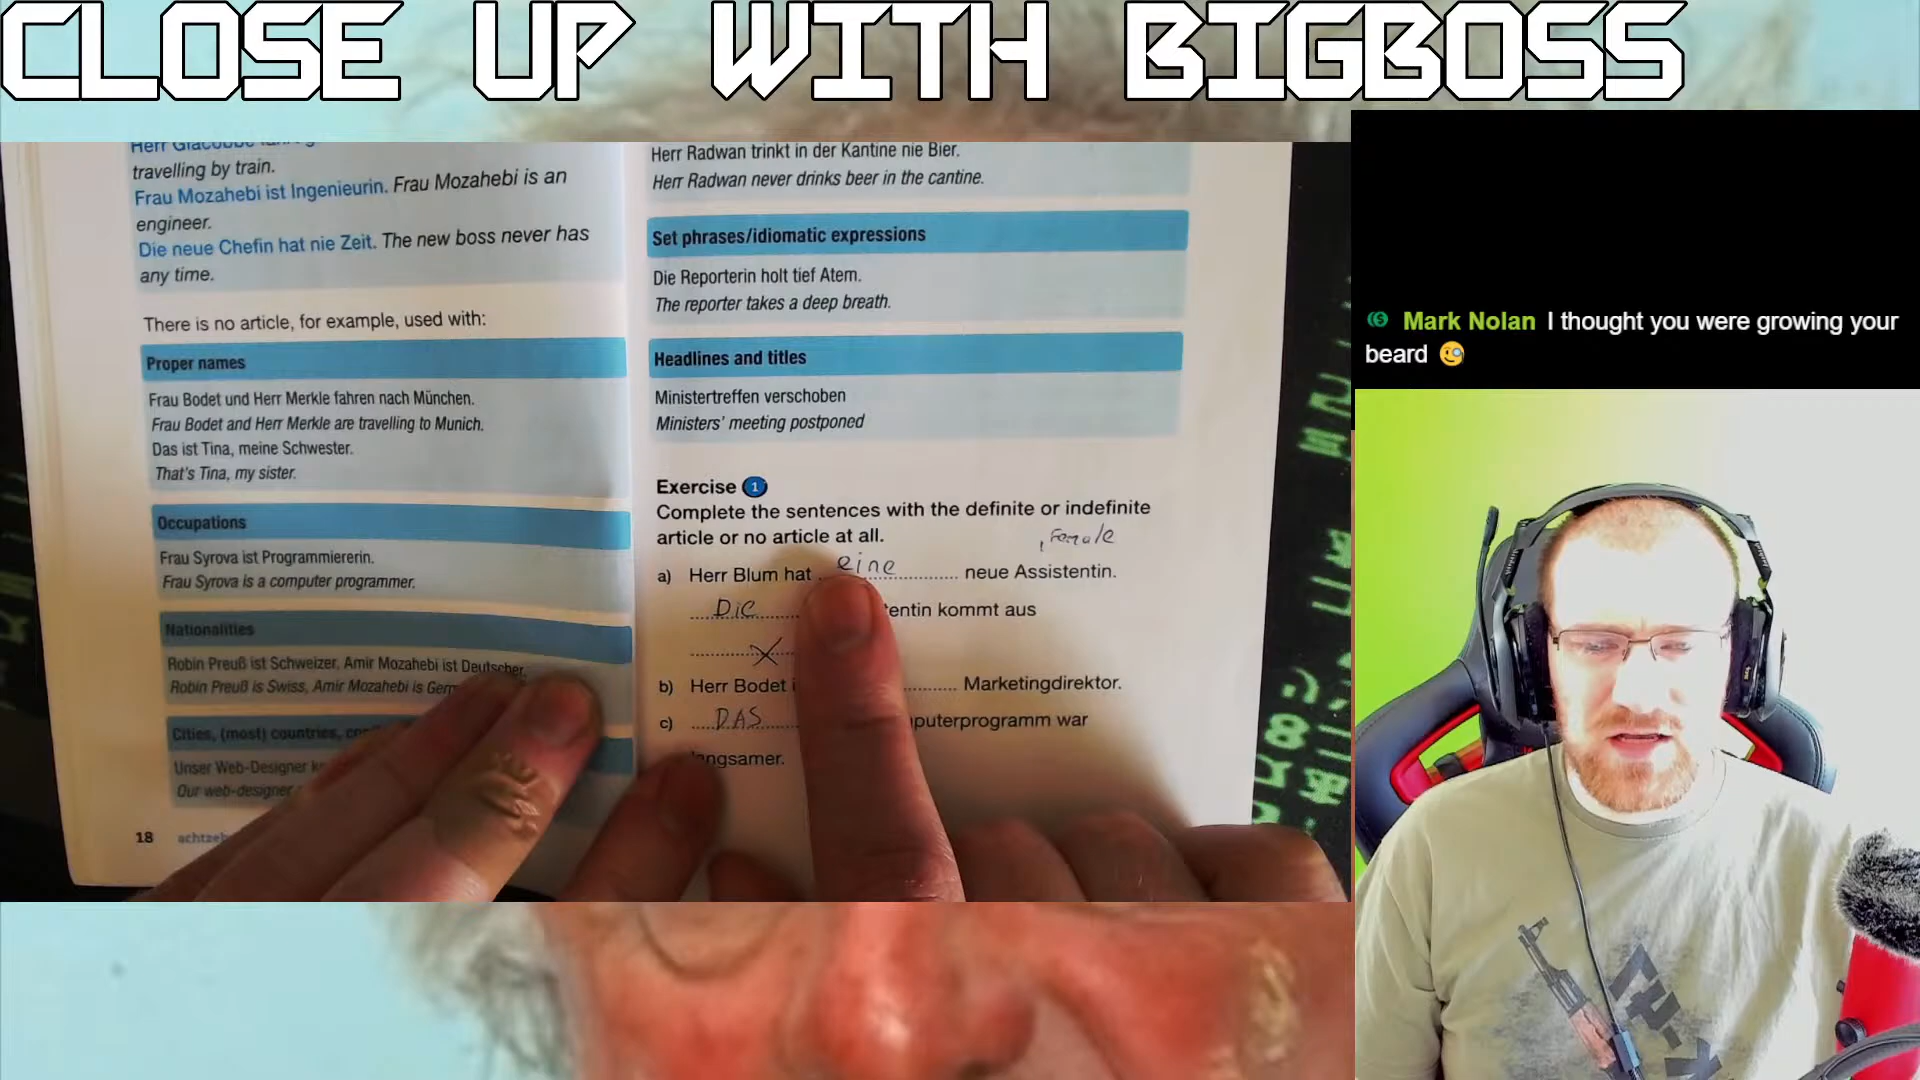 CLOSE UP WITH BIGBOSS
travelling by train.
Frau Mozahebi ist Ingenieurin. Frau Mozahebi is an
engineer.
Die neue Chefin hat nie Zeit. The new boss never has
any time.
There is no article, for example, used with:
Proper names
Frau Bodet und Herr Merkle fahren nach München.
Frau Bodet and Herr Merkle are travelling to Munich.
Das ist Tina, meine Schwester.
That's Tina, my sister.
Occupations
Frau Syrova ist Programmiererin.
Frau Syrova is a computer programmer.
Nationalities
Robin Preuß ist Schweizer, Amir Mozahebi ist Deutscher.
Robin Preuß is Swiss, Amir Mozahebi is
Cities, (most) countries,
Unser Web-Designer
Our web-designer
18
Herr Radwan trinkt in der Kantine nie Bier.
Herr Radwan never drinks beer in the cantine.
Set phrases/idiomatic expressions
Die Reporterin holt tief Atem.
The reporter takes a deep breath.
Headlines and titles
Ministertreffen verschoben
Ministers' meeting postponed
Exercise 1
Complete the sentences with the definite or indefinite
article or no article at all.
female
a) Herr Blum hat eine neue Assistentin.
Die kommt aus
X
b) Herr Bodet Marketingdirektor.
c) DAS war
langsamer.
Mark Nolan I thought you were growing your
beard